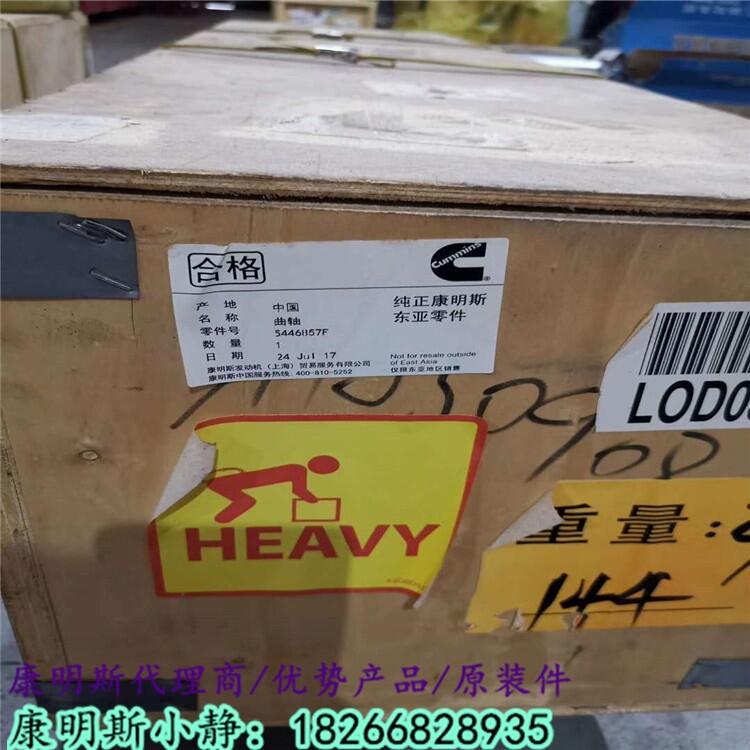 合格
Cummins
产 地 中国
名 称 曲轴
零件号 5446857F
数 量 1
日 期 24 Jul 17
康明斯发动机（上海）贸易服务有限公司
康明斯中国服务热线：400-810-5252
纯正康明斯
东亚零件
Not for resale outside
of East Asia
仅限东亚地区销售
HEAVY
重量:
144
康明斯代理商/优势产品/原装件
康明斯小静：18266828935